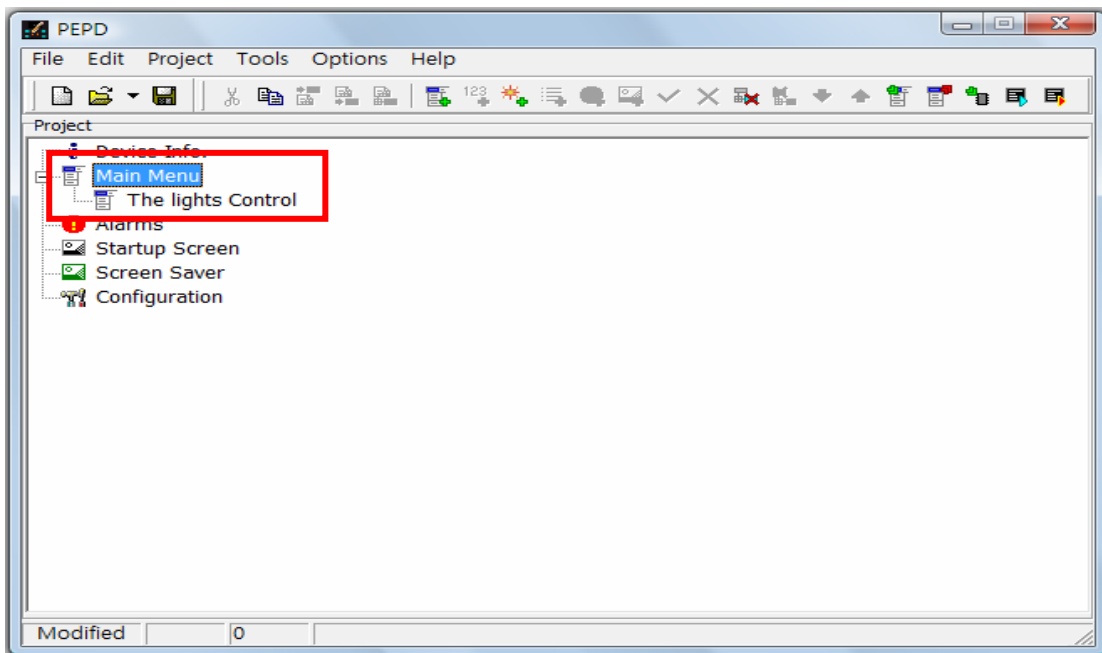 PEPD
File Edit Project Tools Options Help
123
Project
Device Info.
Main Menu
The lights Control
Alarms
Startup Screen
Screen Saver
Configuration
Modified 0